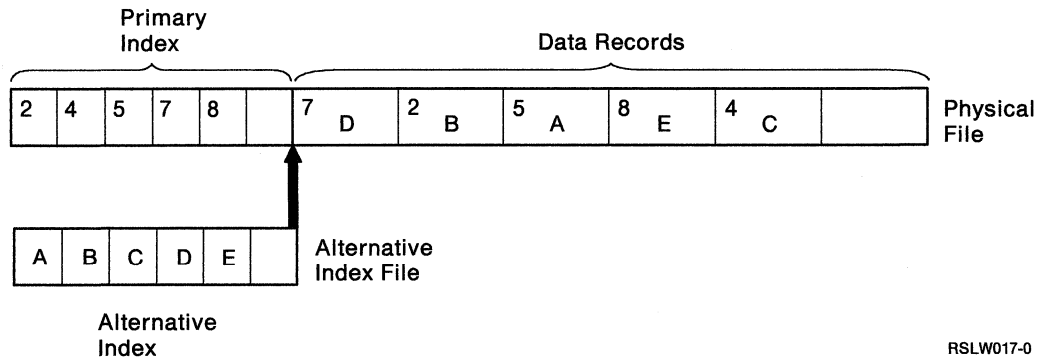 Primary
Index
Data Records
2 4 5 7 8 7 D 2 B 5 A 8 E 4 C
Physical
File
A B C D E
Alternative
Index File
Alternative
Index
RSLW017-0